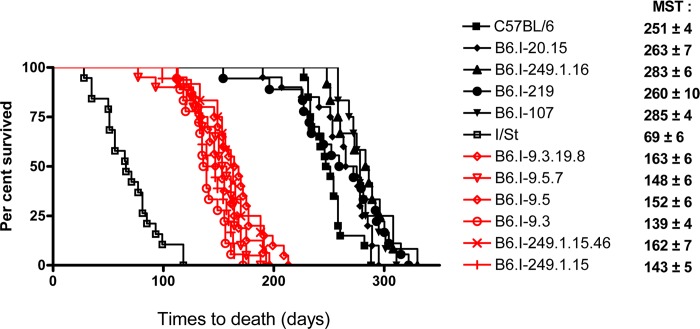 MST :
C57BL/6 251 ± 4
B6.I-20.15 263 ± 7
B6.I-249.1.16 283 ± 6
B6.I-219 260 ± 10
B6.I-107 285 ± 4
I/St 69 ± 6
B6.I-9.3.19.8 163 ± 6
B6.I-9.5.7 148 ± 6
B6.I-9.5 152 ± 6
B6.I-9.3 139 ± 4
B6.I-249.1.15.46 162 ± 7
B6.I-249.1.15 143 ± 5
Per cent survived
100
75
50
25
0
0 50 100 150 200 250 300 350
Times to death (days)